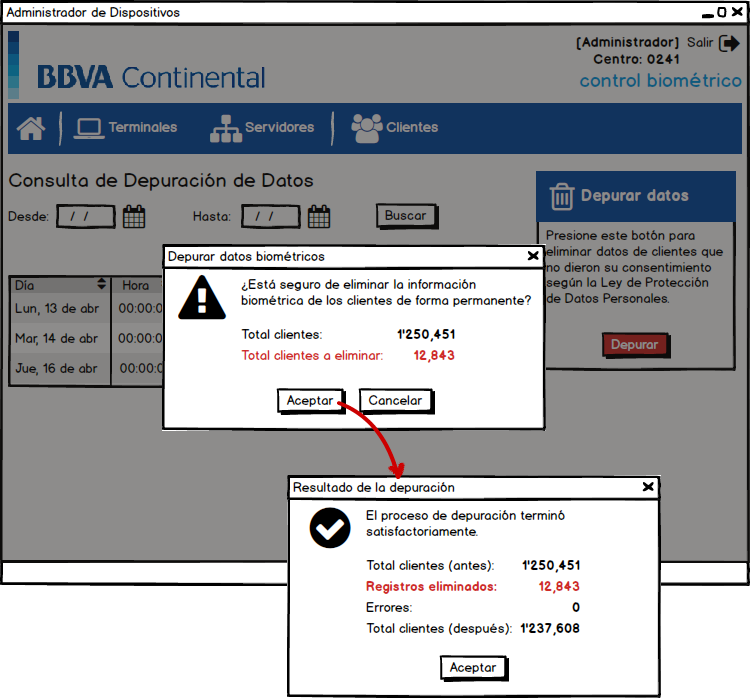 Administrador de Dispositivos
[Administrador] Salir
Centro: 0241
BBVA Continental
control biométrico
Terminales Servidores Clientes
Consulta de Depuración de Datos
Desde: / / Hasta: / / Buscar
Depurar datos
Presione este botón para
eliminar datos de clientes que
no dieron su consentimiento
según la Ley de Protección
de Datos Personales.
Depurar
Día Hora
Lun, 13 de abr 00:00:0
Mar, 14 de abr 00:00:0
Jue, 16 de abr 00:00:0
Depurar datos biométricos
¿Está seguro de eliminar la información
biométrica de los clientes de forma permanente?
Total clientes: 1'250,451
Total clientes a eliminar: 12,843
Aceptar Cancelar
Resultado de la depuración
El proceso de depuración terminó
satisfactoriamente.
Total clientes (antes): 1'250,451
Registros eliminados: 12,843
Errores: 0
Total clientes (después): 1'237,608
Aceptar